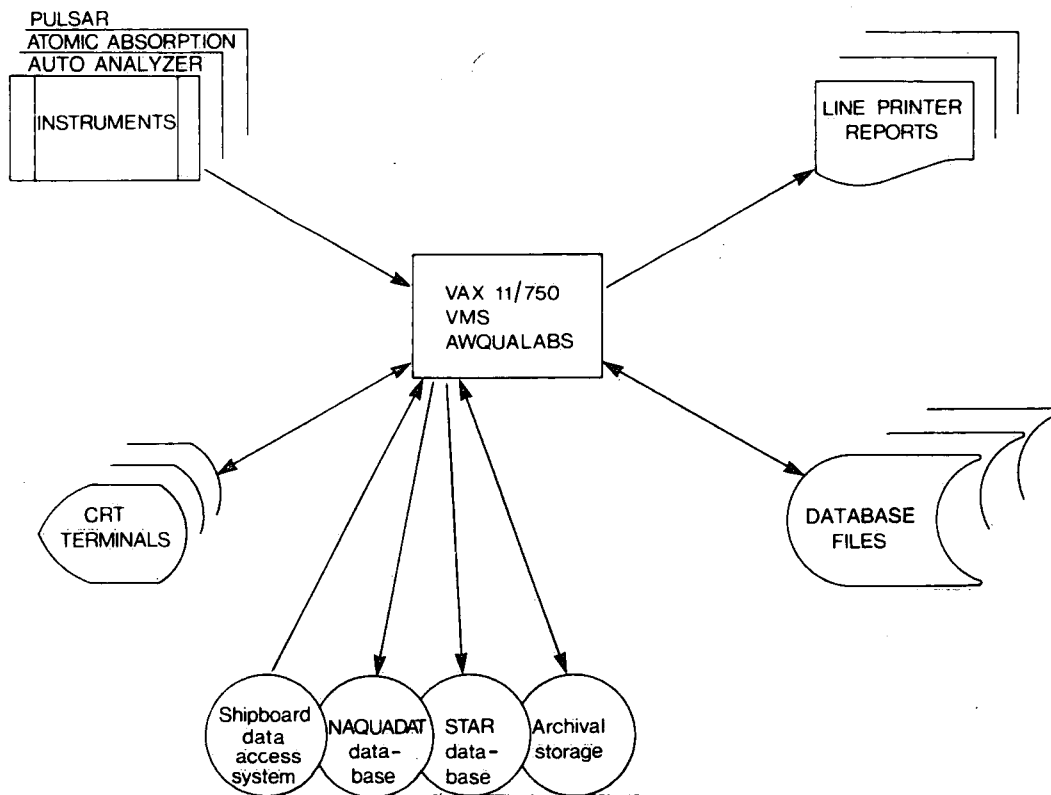 PULSAR
ATOMIC ABSORPTION
AUTO ANALYZER
INSTRUMENTS
LINE PRINTER
REPORTS
VAX 11/750
VMS
AWQUALABS
CRT
TERMINALS
DATABASE
FILES
Shipboard
data
access
system
NAQUADAT
data-
base
STAR
data-
base
Archival
storage